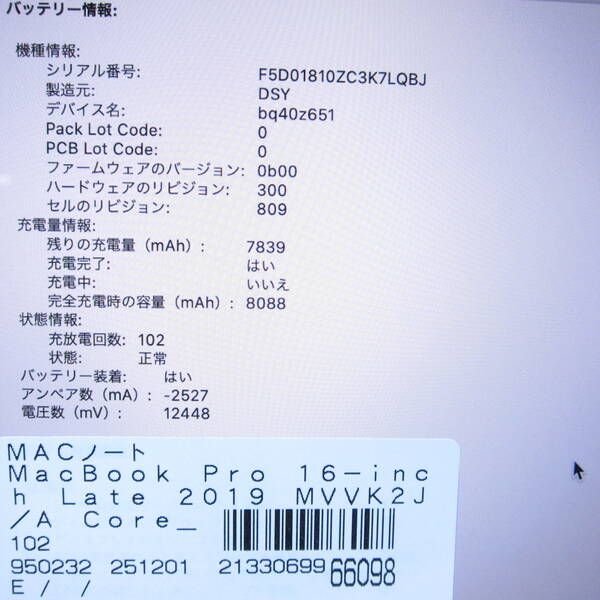 バッテリー情報:
機種情報:
シリアル番号: F5D01810ZC3K7LQBJ
製造元: DSY
デバイス名: bq40z651
Pack Lot Code: 0
PCB Lot Code: 0
ファームウェアのバージョン: 0b00
ハードウェアのリビジョン: 300
セルのリビジョン: 809
充電量情報:
残りの充電量（mAh）: 7839
充電完了: はい
充電中: いいえ
完全充電時の容量（mAh）: 8088
状態情報:
充放電回数: 102
状態: 正常
バッテリー装着: はい
アンペア数（mA）: -2527
電圧数（mV）: 12448
MACノート
MacBook Pro 16-inc
h Late 2019 MVVK2J
/A Core_
102
950232 251201 21330699 66098
E/ /